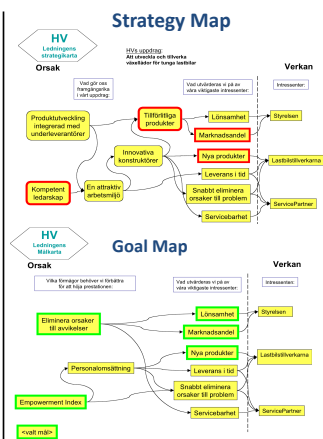 Strategy Map
HV
Ledningens
strategikarta
HVs uppdrag:
Att utveckla och tillverka
växellådor för tunga lastbilar
Orsak
Verkan
Vad gör oss
framgångsrika
i vårt uppdrag:
Vad utvärderas vi på av
våra viktigaste intressenter:
Intressenter:
Produktutveckling
integrerad med
underleverantörer
Tillförlitliga
produkter
Lönsamhet
Styrelsen
Marknadsandel
Innovativa
konstruktörer
Nya produkter
Lastbilstillverkarna
Leverans i tid
Kompetent
ledarskap
En attraktiv
arbetsmiljö
Snabbt eliminera
orsaker till problem
ServicePartner
Servicebarhet
HV
Ledningens
Målkarta
Goal Map
Orsak
Verkan
Vilka förmågor behöver vi förbättra
för att höja prestationen:
Vad utvärderas vi på av
våra viktigaste intressenter:
Intressenter:
Eliminera orsaker
till avvikelser
Lönsamhet
Styrelsen
Marknadsandel
Nya produkter
Lastbilstillverkarna
Personalomsättning
Leverans i tid
Snabbt eliminera
orsaker till problem
Empowerment Index
Servicebarhet
ServicePartner
<valt mål>